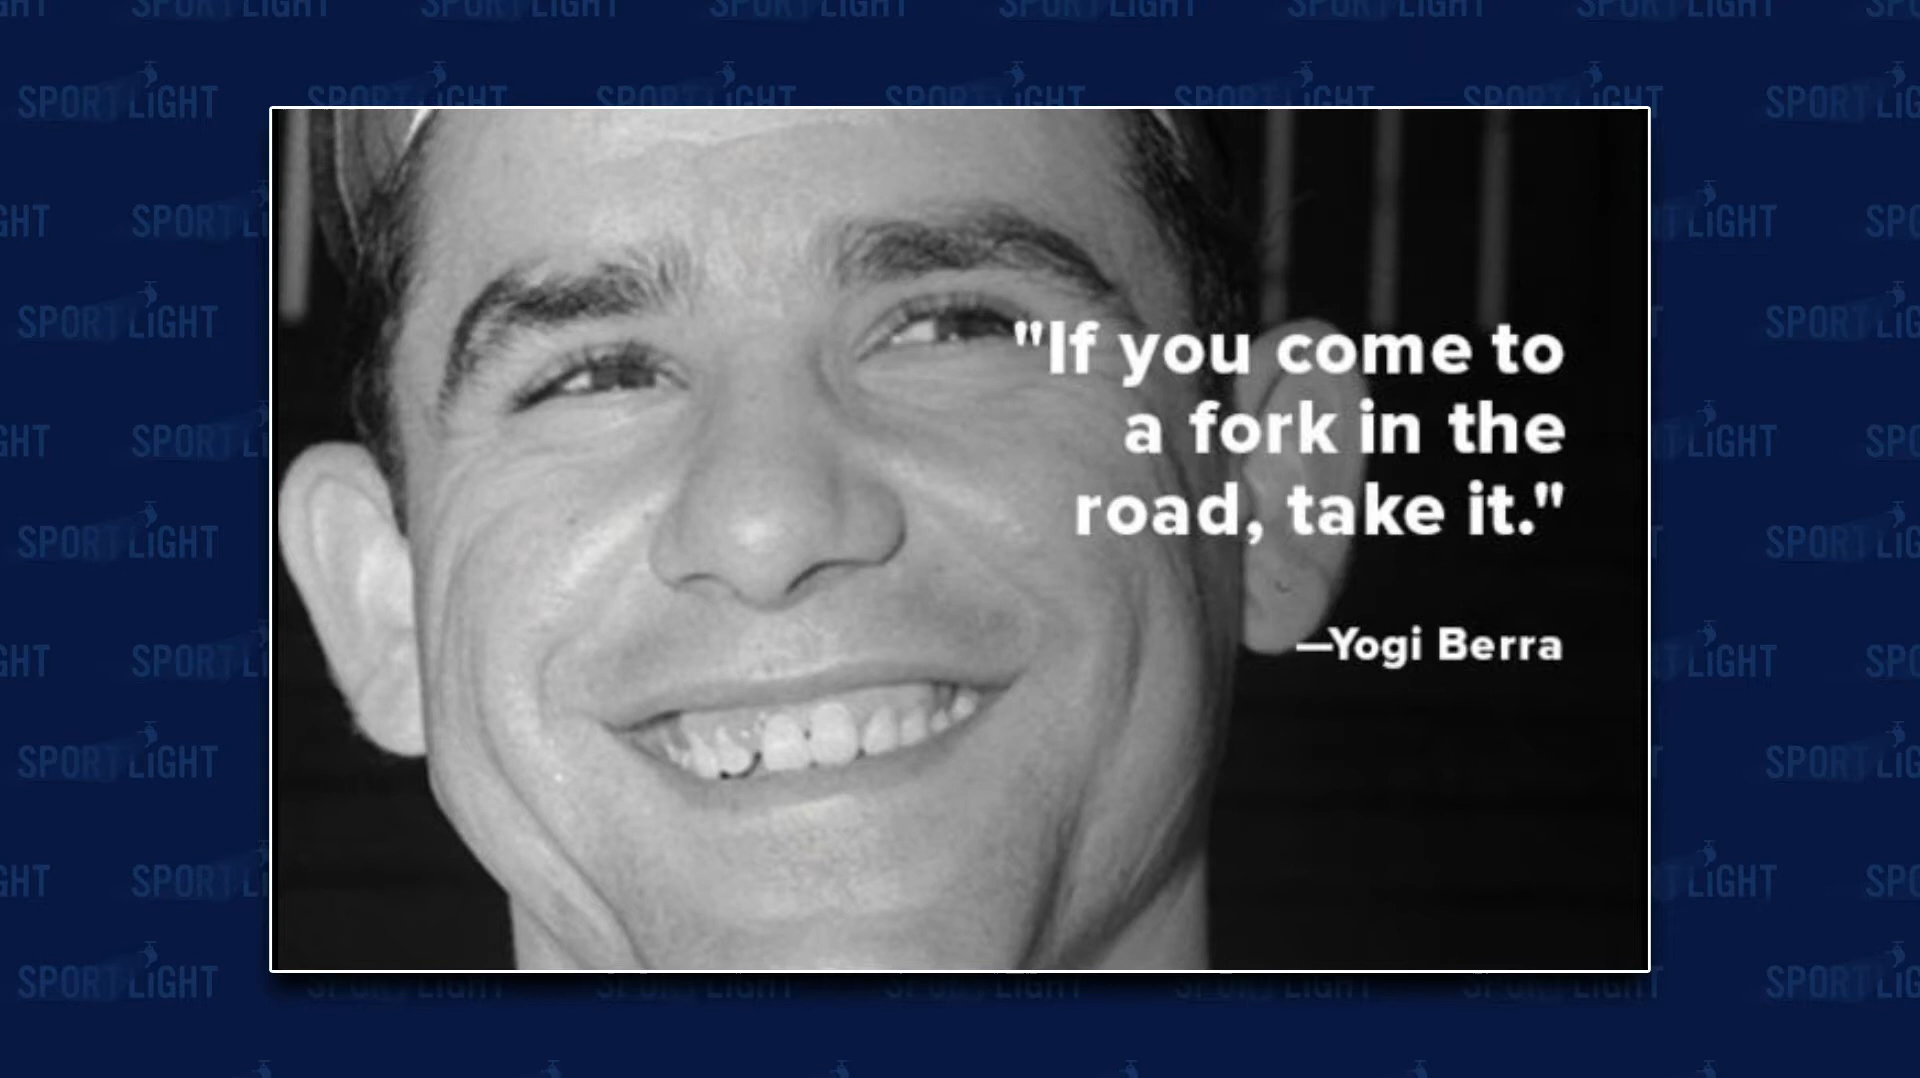 SPORTLiGHT
"If you come to
a fork in the
road, take it."
—Yogi Berra